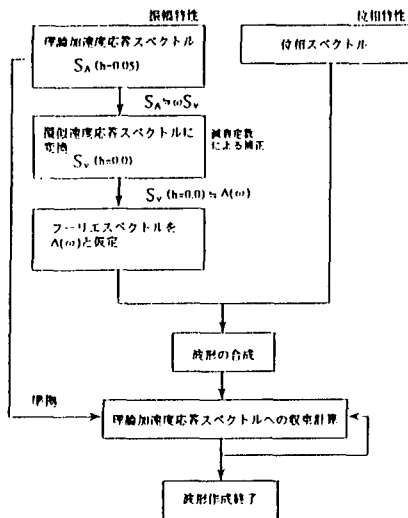 振幅特性
位相特性
理論加速度応答スペクトル
S_A (h=0.05)
位相スペクトル
S_A≒ωS_v
擬似速度応答スペクトルに
変換
S_v (h=0.0)
減衰定数
による補正
S_v (h=0.0) ≒ A(ω)
フーリエスペクトルを
A(ω)と仮定
波形の合成
準拠
理論加速度応答スペクトルへの収束計算
波形作成終了